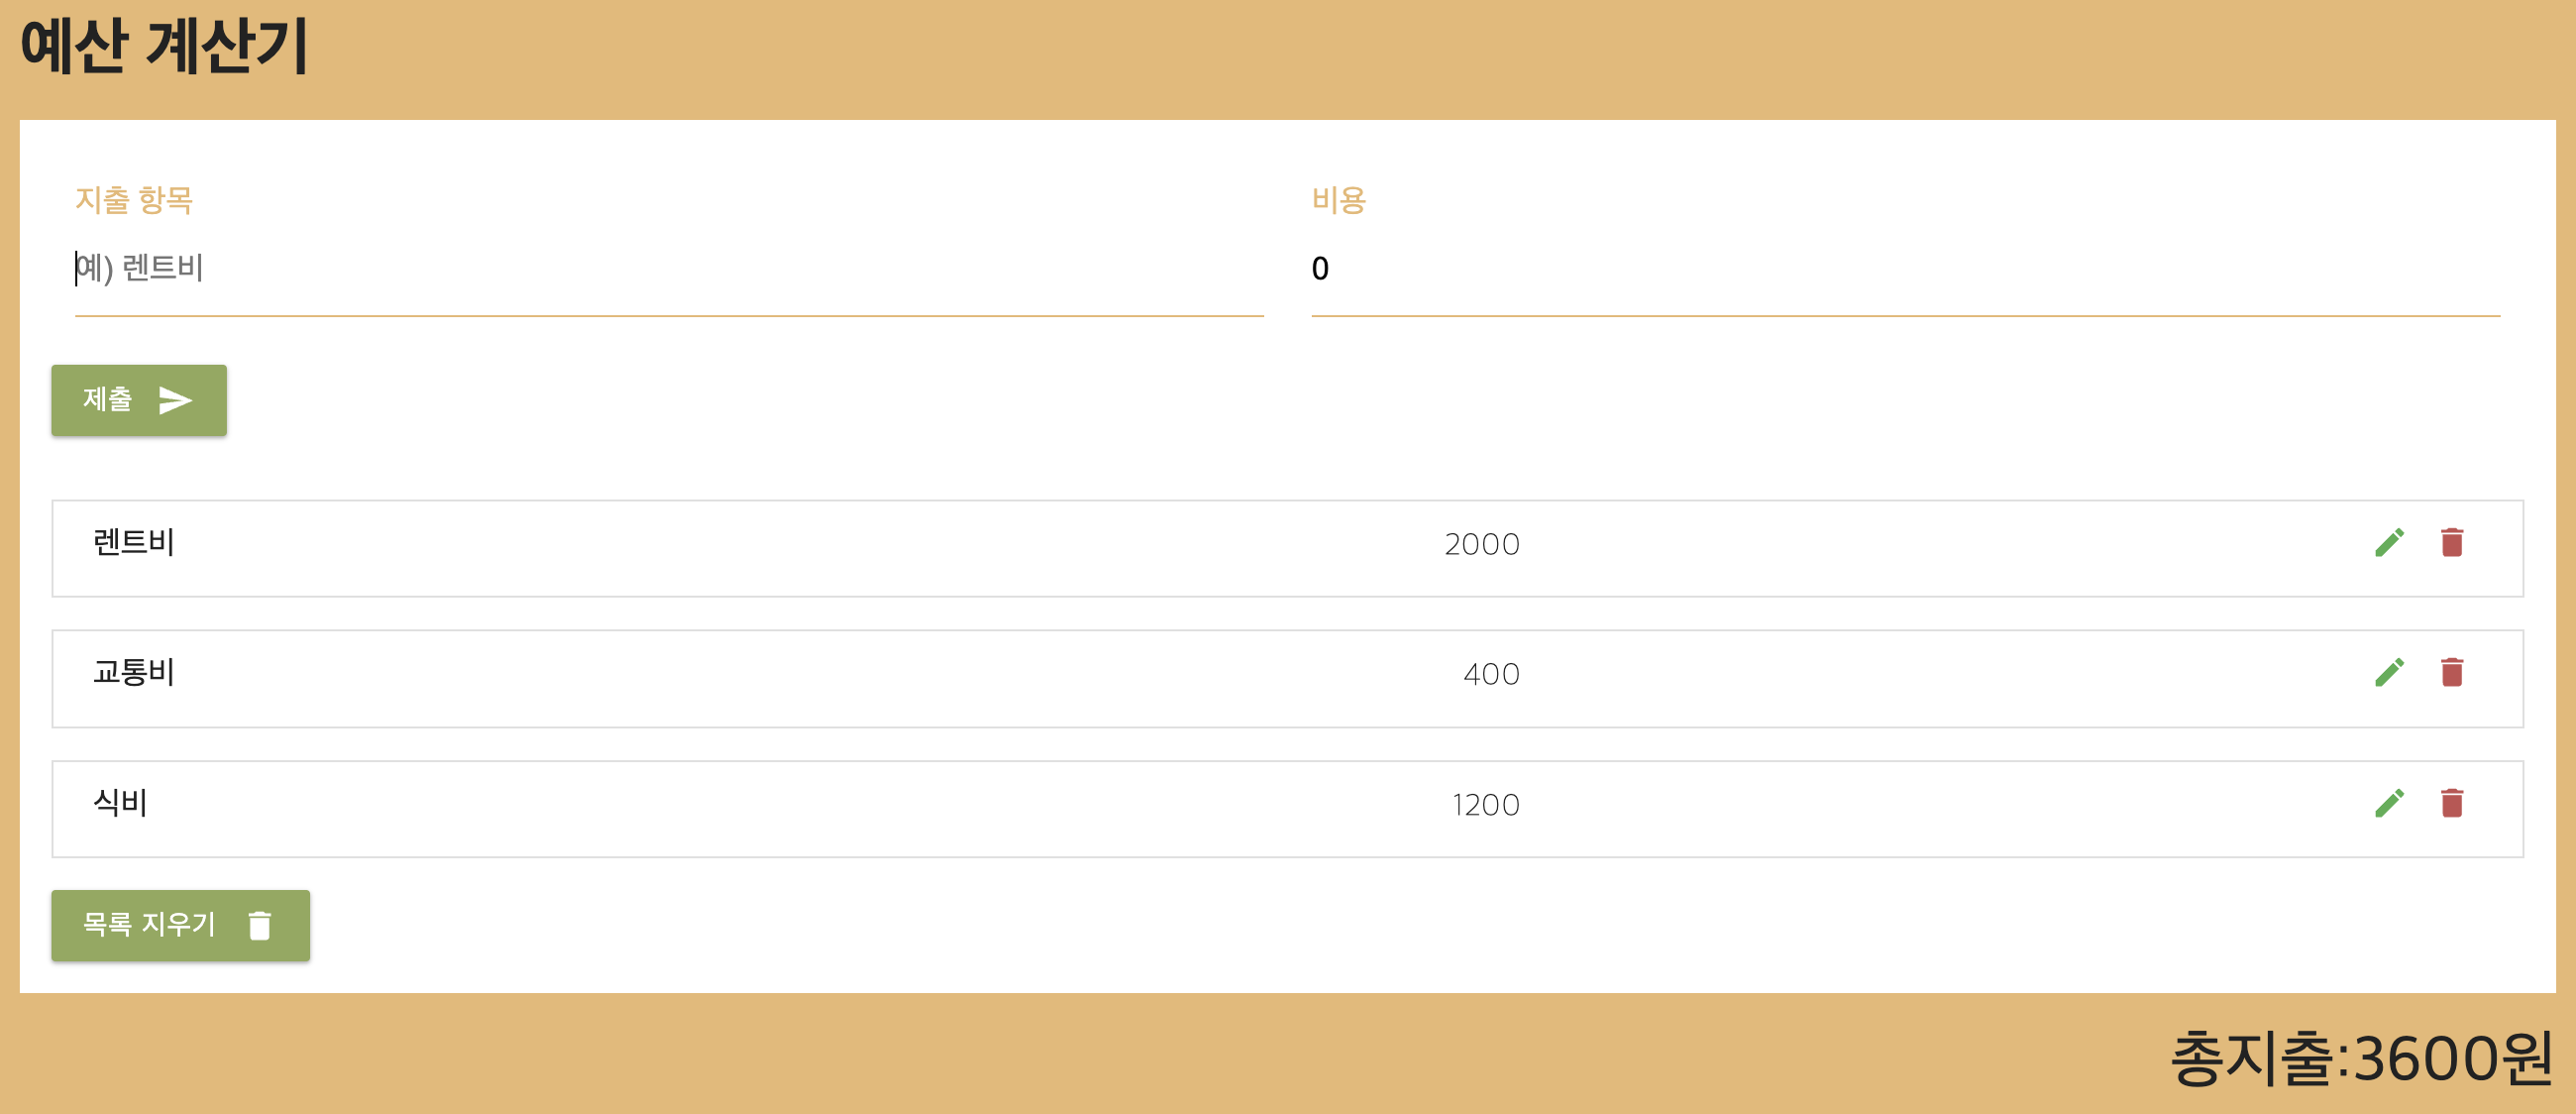 예산 계산기
지출 항목
비용
예) 렌트비
0
제출
렌트비
2000
교통비
400
식비
1200
목록 지우기
총지출:3600원